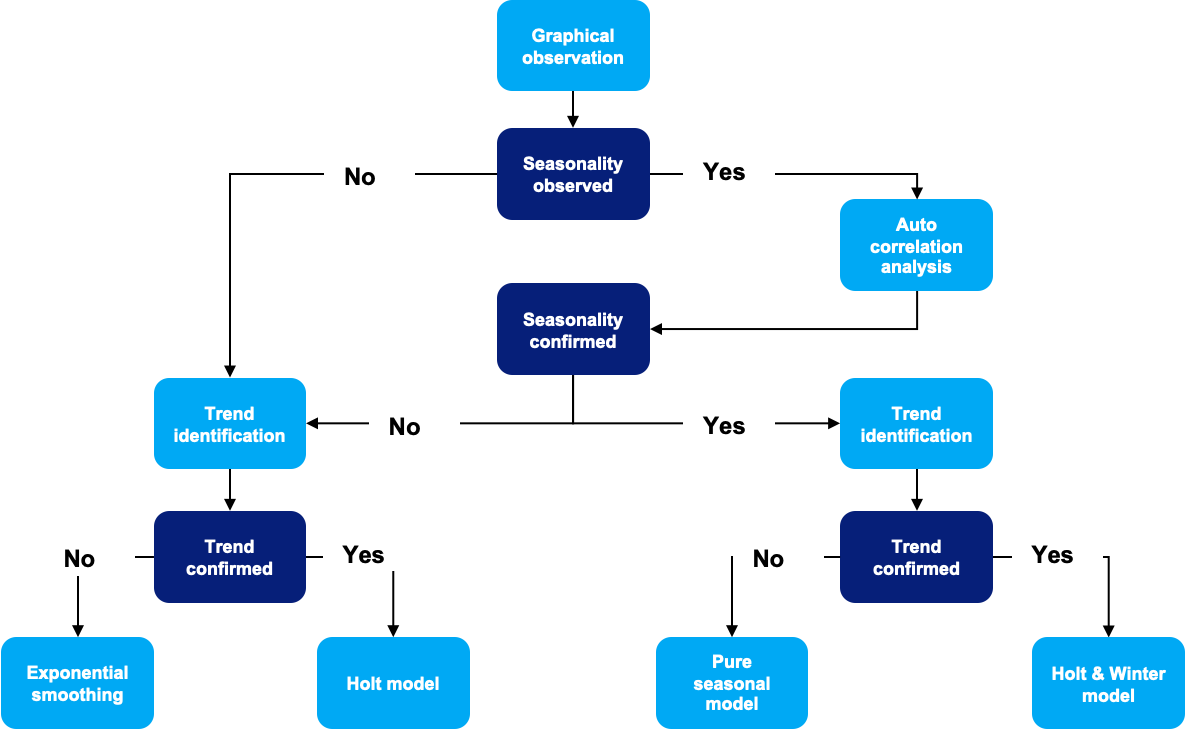 Graphical
observation
Seasonality
observed
No
Yes
Auto
correlation
analysis
Seasonality
confirmed
Trend
identification
No
Yes
Trend
identification
Trend
confirmed
No
Yes
Trend
confirmed
No
Yes
Exponential
smoothing
Holt model
Pure
seasonal
model
Holt & Winter
model